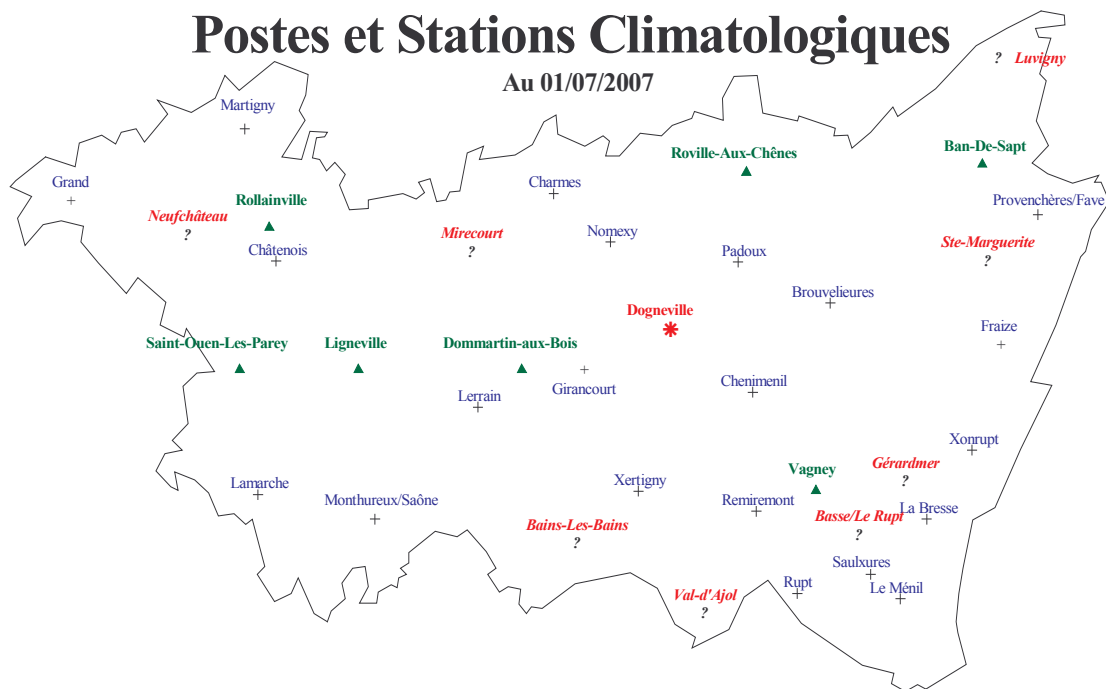 Postes et Stations Climatologiques
Au 01/07/2007
? Luvigny
Martigny
Roville-Aux-Chênes
Ban-De-Sapt
Grand
Charmes
Rollainville
Provenchères/Fave
Neufchâteau
?
Mirecourt
?
Nomexy
Ste-Marguerite
?
Châtenois
Padoux
Brouvelieures
Dogneville
Fraize
Saint-Ouen-Les-Parey
Ligneville
Dommartin-aux-Bois
Girancourt
Chenimenil
Lerrain
Xonrupt
Gérardmer
?
Vagney
Lamarche
Xertigny
Monthureux/Saône
Remiremont
La Bresse
Basse/Le Rupt
?
Bains-Les-Bains
?
Saulxures
Rupt
Le Ménil
Val-d'Ajol
?